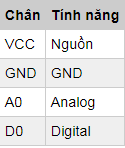 Chân Tính năng
VCC Nguồn
GND GND
A0 Analog
D0 Digital